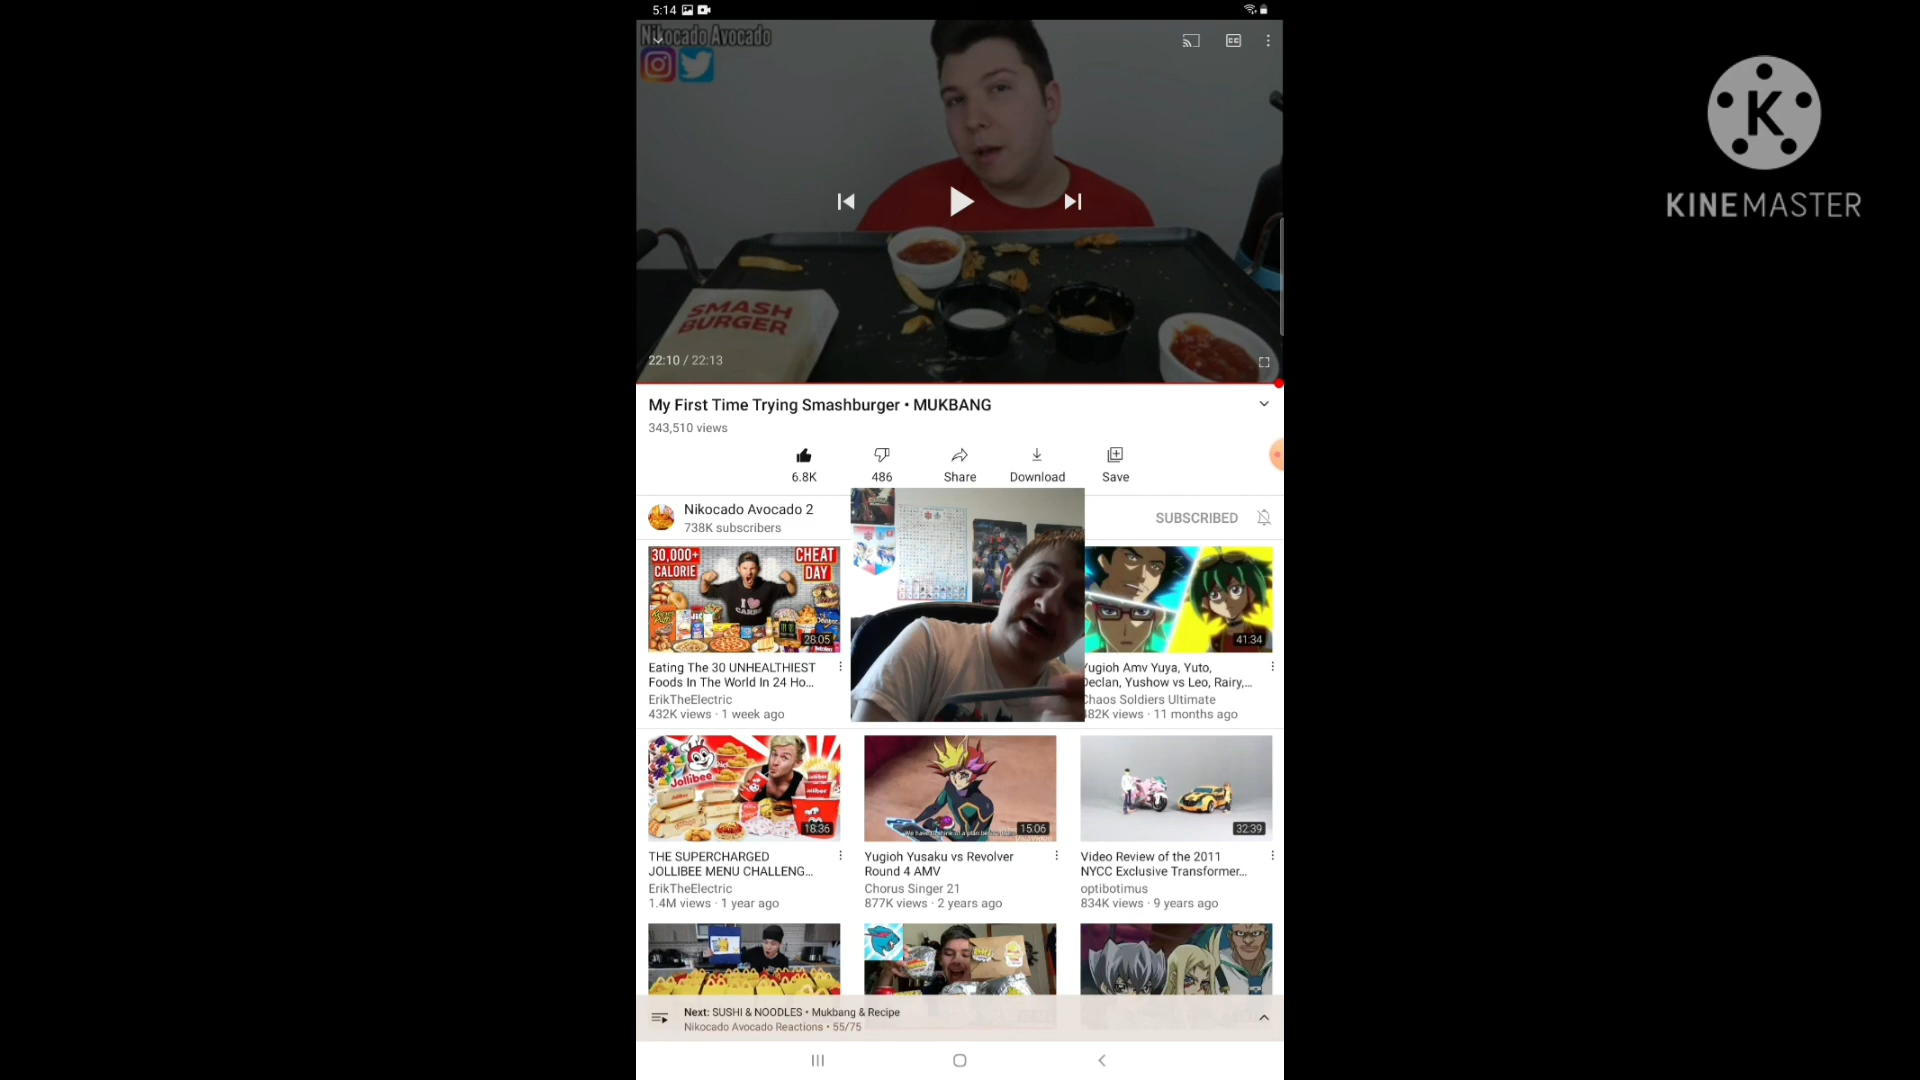 5:14
Nikocado Avocado
SMASH
BURGER
22:10 / 22:13
My First Time Trying Smashburger • MUKBANG
343,510 views
6.8K
486
Share
Download
Save
Nikocado Avocado 2
738K subscribers
SUBSCRIBED
30,000+
CALORIE
CHEAT
DAY
28:05
41:34
Eating The 30 UNHEALTHIEST
Foods In The World In 24 Ho...
ErikTheElectric
432K views · 1 week ago
Yugioh Amv Yuya, Yuto,
Declan, Yushow vs Leo, Rairy,...
Chaos Soldiers Ultimate
82K views · 11 months ago
Jollibee
18:36
15:06
32:39
THE SUPERCHARGED
JOLLIBEE MENU CHALLENG...
ErikTheElectric
1.4M views · 1 year ago
Yugioh Yusaku vs Revolver
Round 4 AMV
Chorus Singer 21
877K views · 2 years ago
Video Review of the 2011
NYCC Exclusive Transformer...
optibotimus
834K views · 9 years ago
Next: SUSHI & NOODLES • Mukbang & Recipe
Nikocado Avocado Reactions • 55/75
K
KINEMASTER